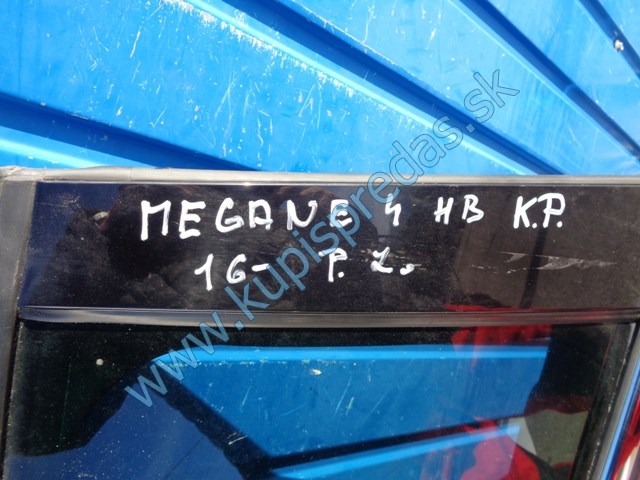 MEGANE 4 HB K.P.
16- P. L.
www.kupispredas.sk